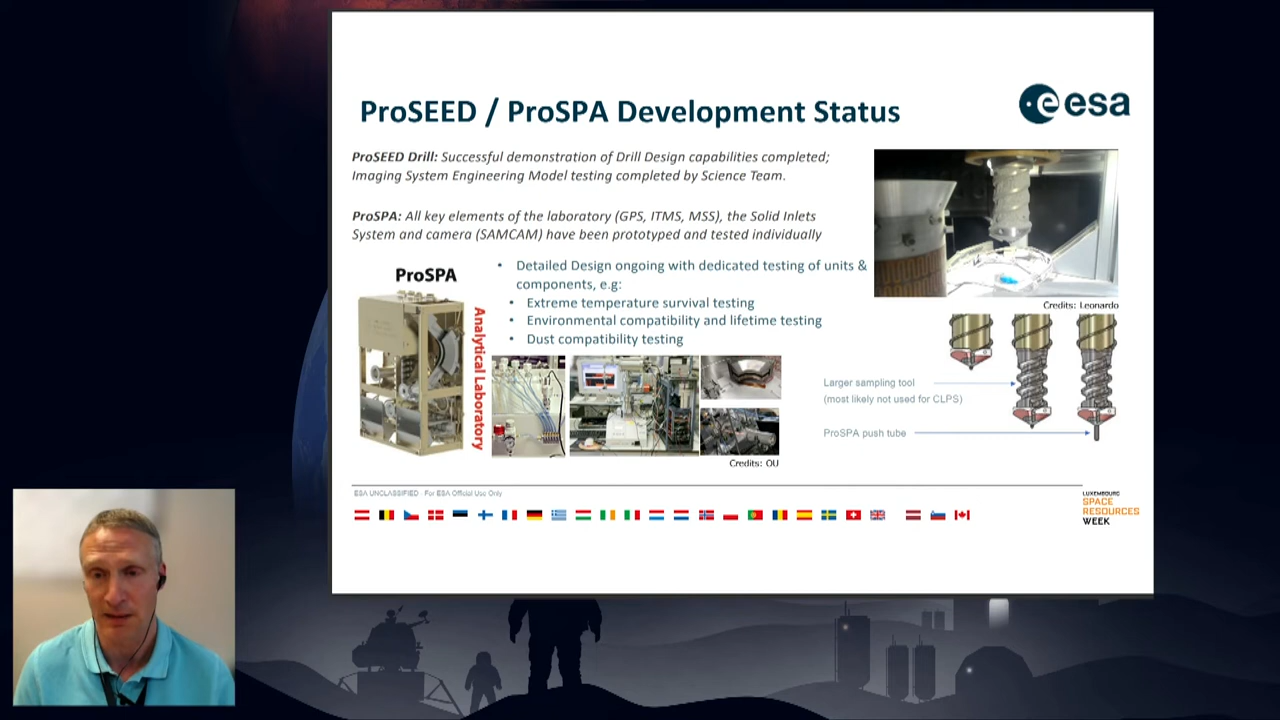 ProSEED / ProSPA Development Status
esa
ProSEED Drill: Successful demonstration of Drill Design capabilities completed;
Imaging System Engineering Model testing completed by Science Team.
ProSPA: All key elements of the laboratory (GPS, ITMS, MSS), the Solid Inlets
System and camera (SAMCAM) have been prototyped and tested individually
• Detailed Design ongoing with dedicated testing of units &
components, e.g:
• Extreme temperature survival testing
• Environmental compatibility and lifetime testing
• Dust compatibility testing
ProSPA
Analytical Laboratory
Credits: OU
Credits: Leonardo
Larger sampling tool
(most likely not used for CLPS)
ProSPA push tube
ESA UNCLASSIFIED - For ESA Official Use Only
LUXEMBOURG
SPACE
RESOURCES
WEEK